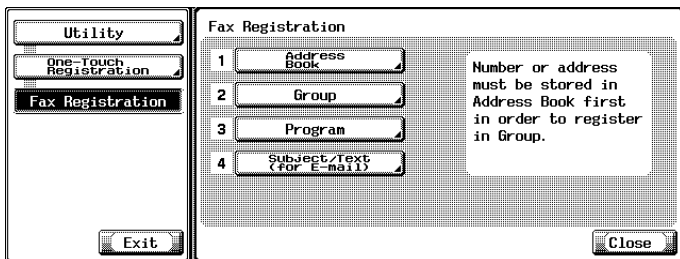 Utility
One-Touch
Registration
Fax Registration
Exit
Fax Registration
1 Address
Book
2 Group
3 Program
4 Subject/Text
(for E-mail)
Number or address
must be stored in
Address Book first
in order to register
in Group.
Close